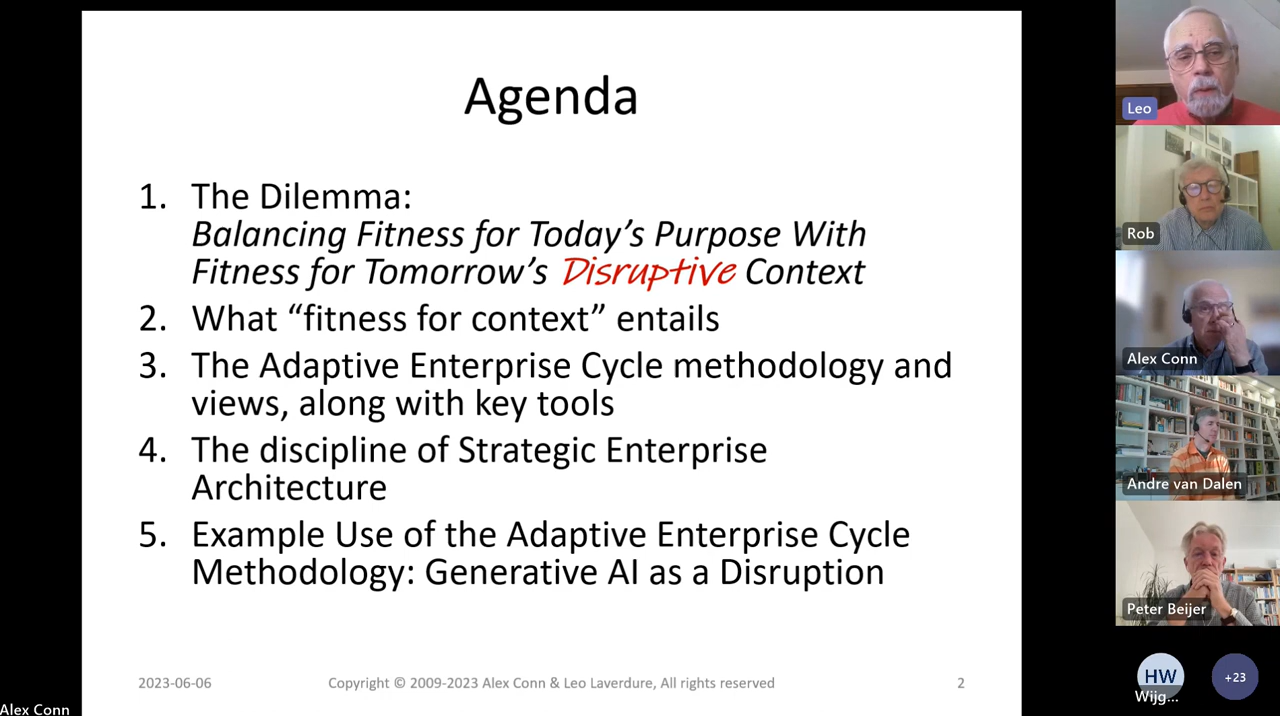 Agenda
1. The Dilemma:
Balancing Fitness for Today’s Purpose With
Fitness for Tomorrow’s Disruptive Context
2. What “fitness for context” entails
3. The Adaptive Enterprise Cycle methodology and
views, along with key tools
4. The discipline of Strategic Enterprise
Architecture
5. Example Use of the Adaptive Enterprise Cycle
Methodology: Generative AI as a Disruption
2023-06-06
Copyright © 2009-2023 Alex Conn & Leo Laverdure, All rights reserved
2
Alex Conn
Leo
Rob
Alex Conn
Andre van Dalen
Peter Beijer
HW
Wijg...
+23